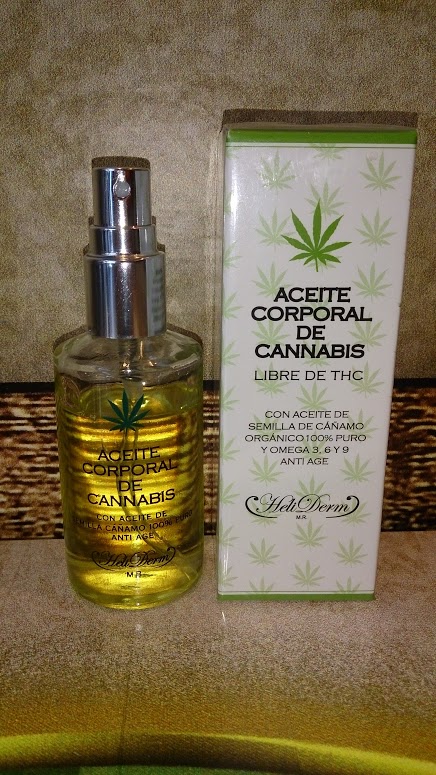 ACEITE
CORPORAL
DE
CANNABIS
CON ACEITE DE
SEMILLA CANAMO 100% PURO
ANTI AGE
HeliDerm
M.R.
ACEITE
CORPORAL
DE
CANNABIS
LIBRE DE THC
CON ACEITE DE
SEMILLA DE CÁÑAMO
ORGÁNICO 100% PURO
Y OMEGA 3, 6 Y 9
ANTI AGE
HeliDerm
M.R.